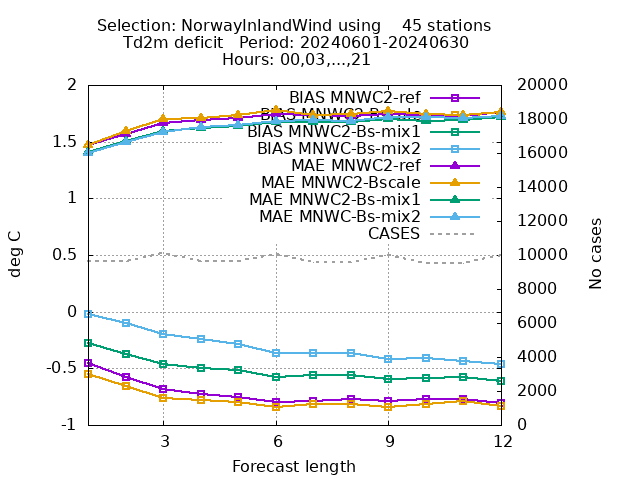 Selection: NorwayInlandWind using    45 stations
Td2m deficit   Period: 20240601-20240630
Hours: 00,03,...,21
2
1.5
1
0.5
0
-0.5
-1
20000
18000
16000
14000
12000
10000
8000
6000
4000
2000
0
BIAS MNWC2-ref
BIAS MNWC2-Bscale
BIAS MNWC2-Bs-mix1
BIAS MNWC-Bs-mix2
MAE MNWC2-ref
MAE MNWC2-Bscale
MAE MNWC2-Bs-mix1
MAE MNWC-Bs-mix2
CASES
deg C
No cases
3
6
9
12
Forecast length